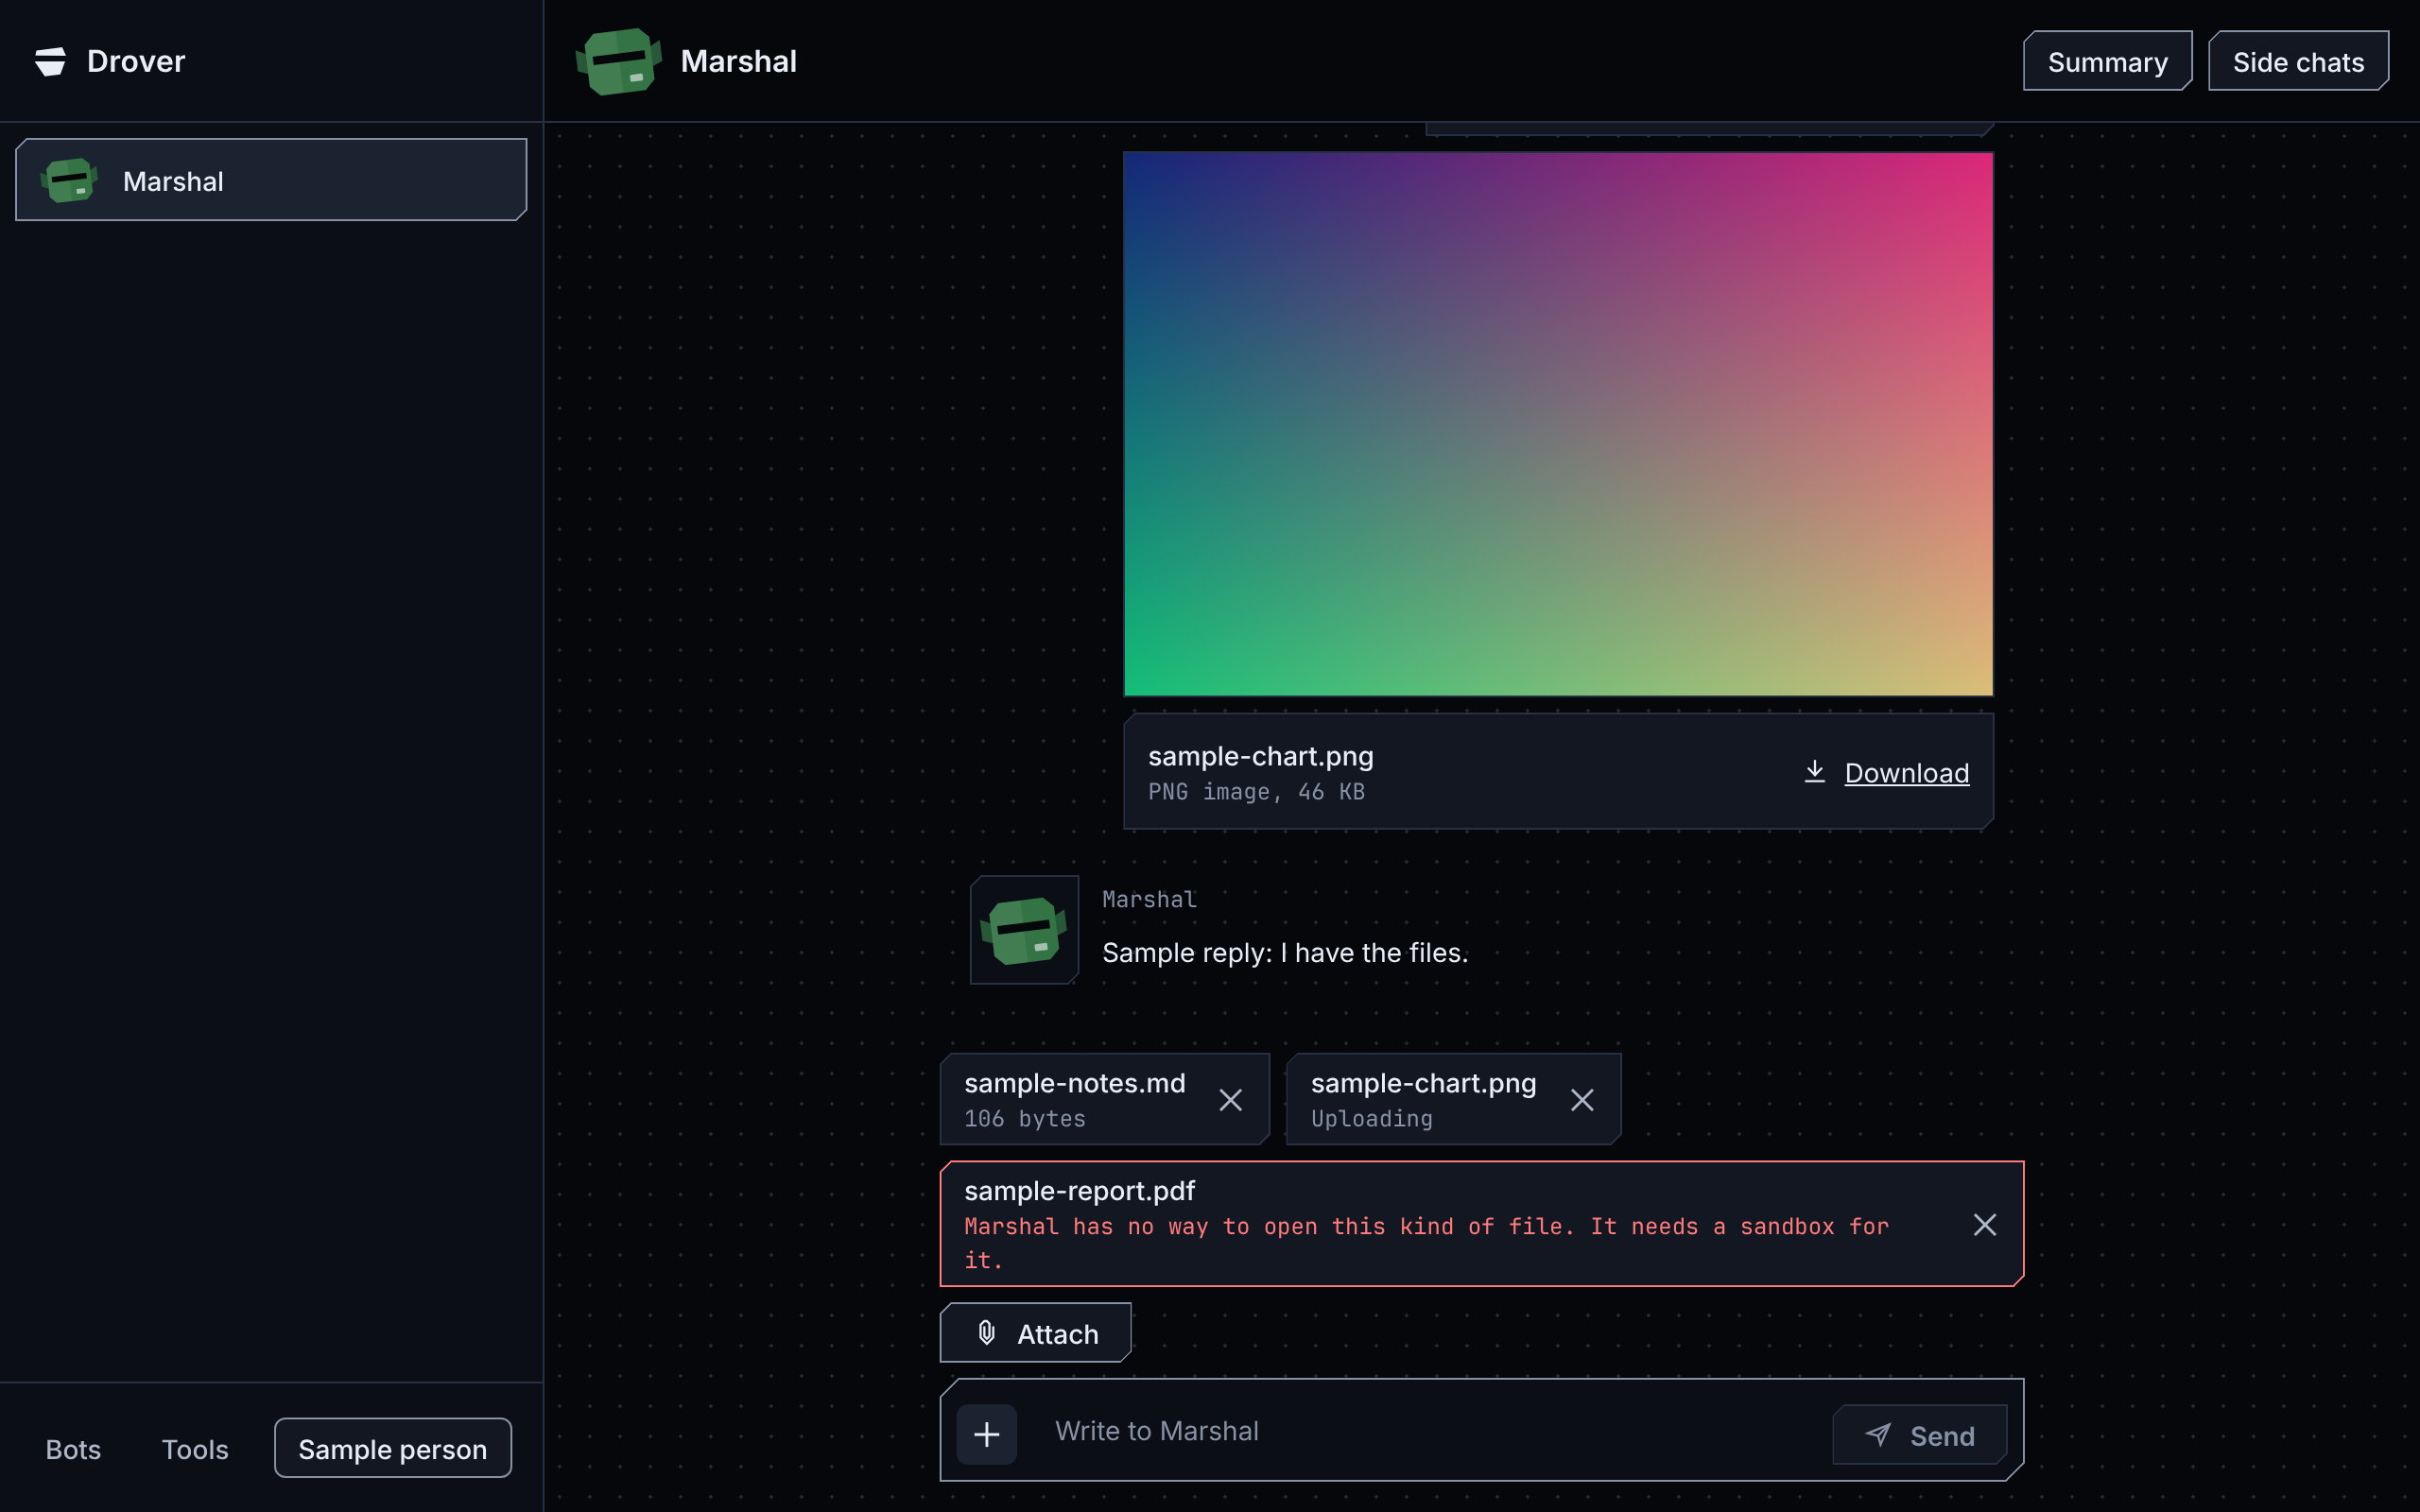 Drover
Marshal
Summary
Side chats
Marshal
sample-chart.png
PNG image, 46 KB
Download
Marshal
Sample reply: I have the files.
sample-notes.md
106 bytes
sample-chart.png
Uploading
sample-report.pdf
Marshal has no way to open this kind of file. It needs a sandbox for
it.
Attach
Write to Marshal
Send
Bots
Tools
Sample person